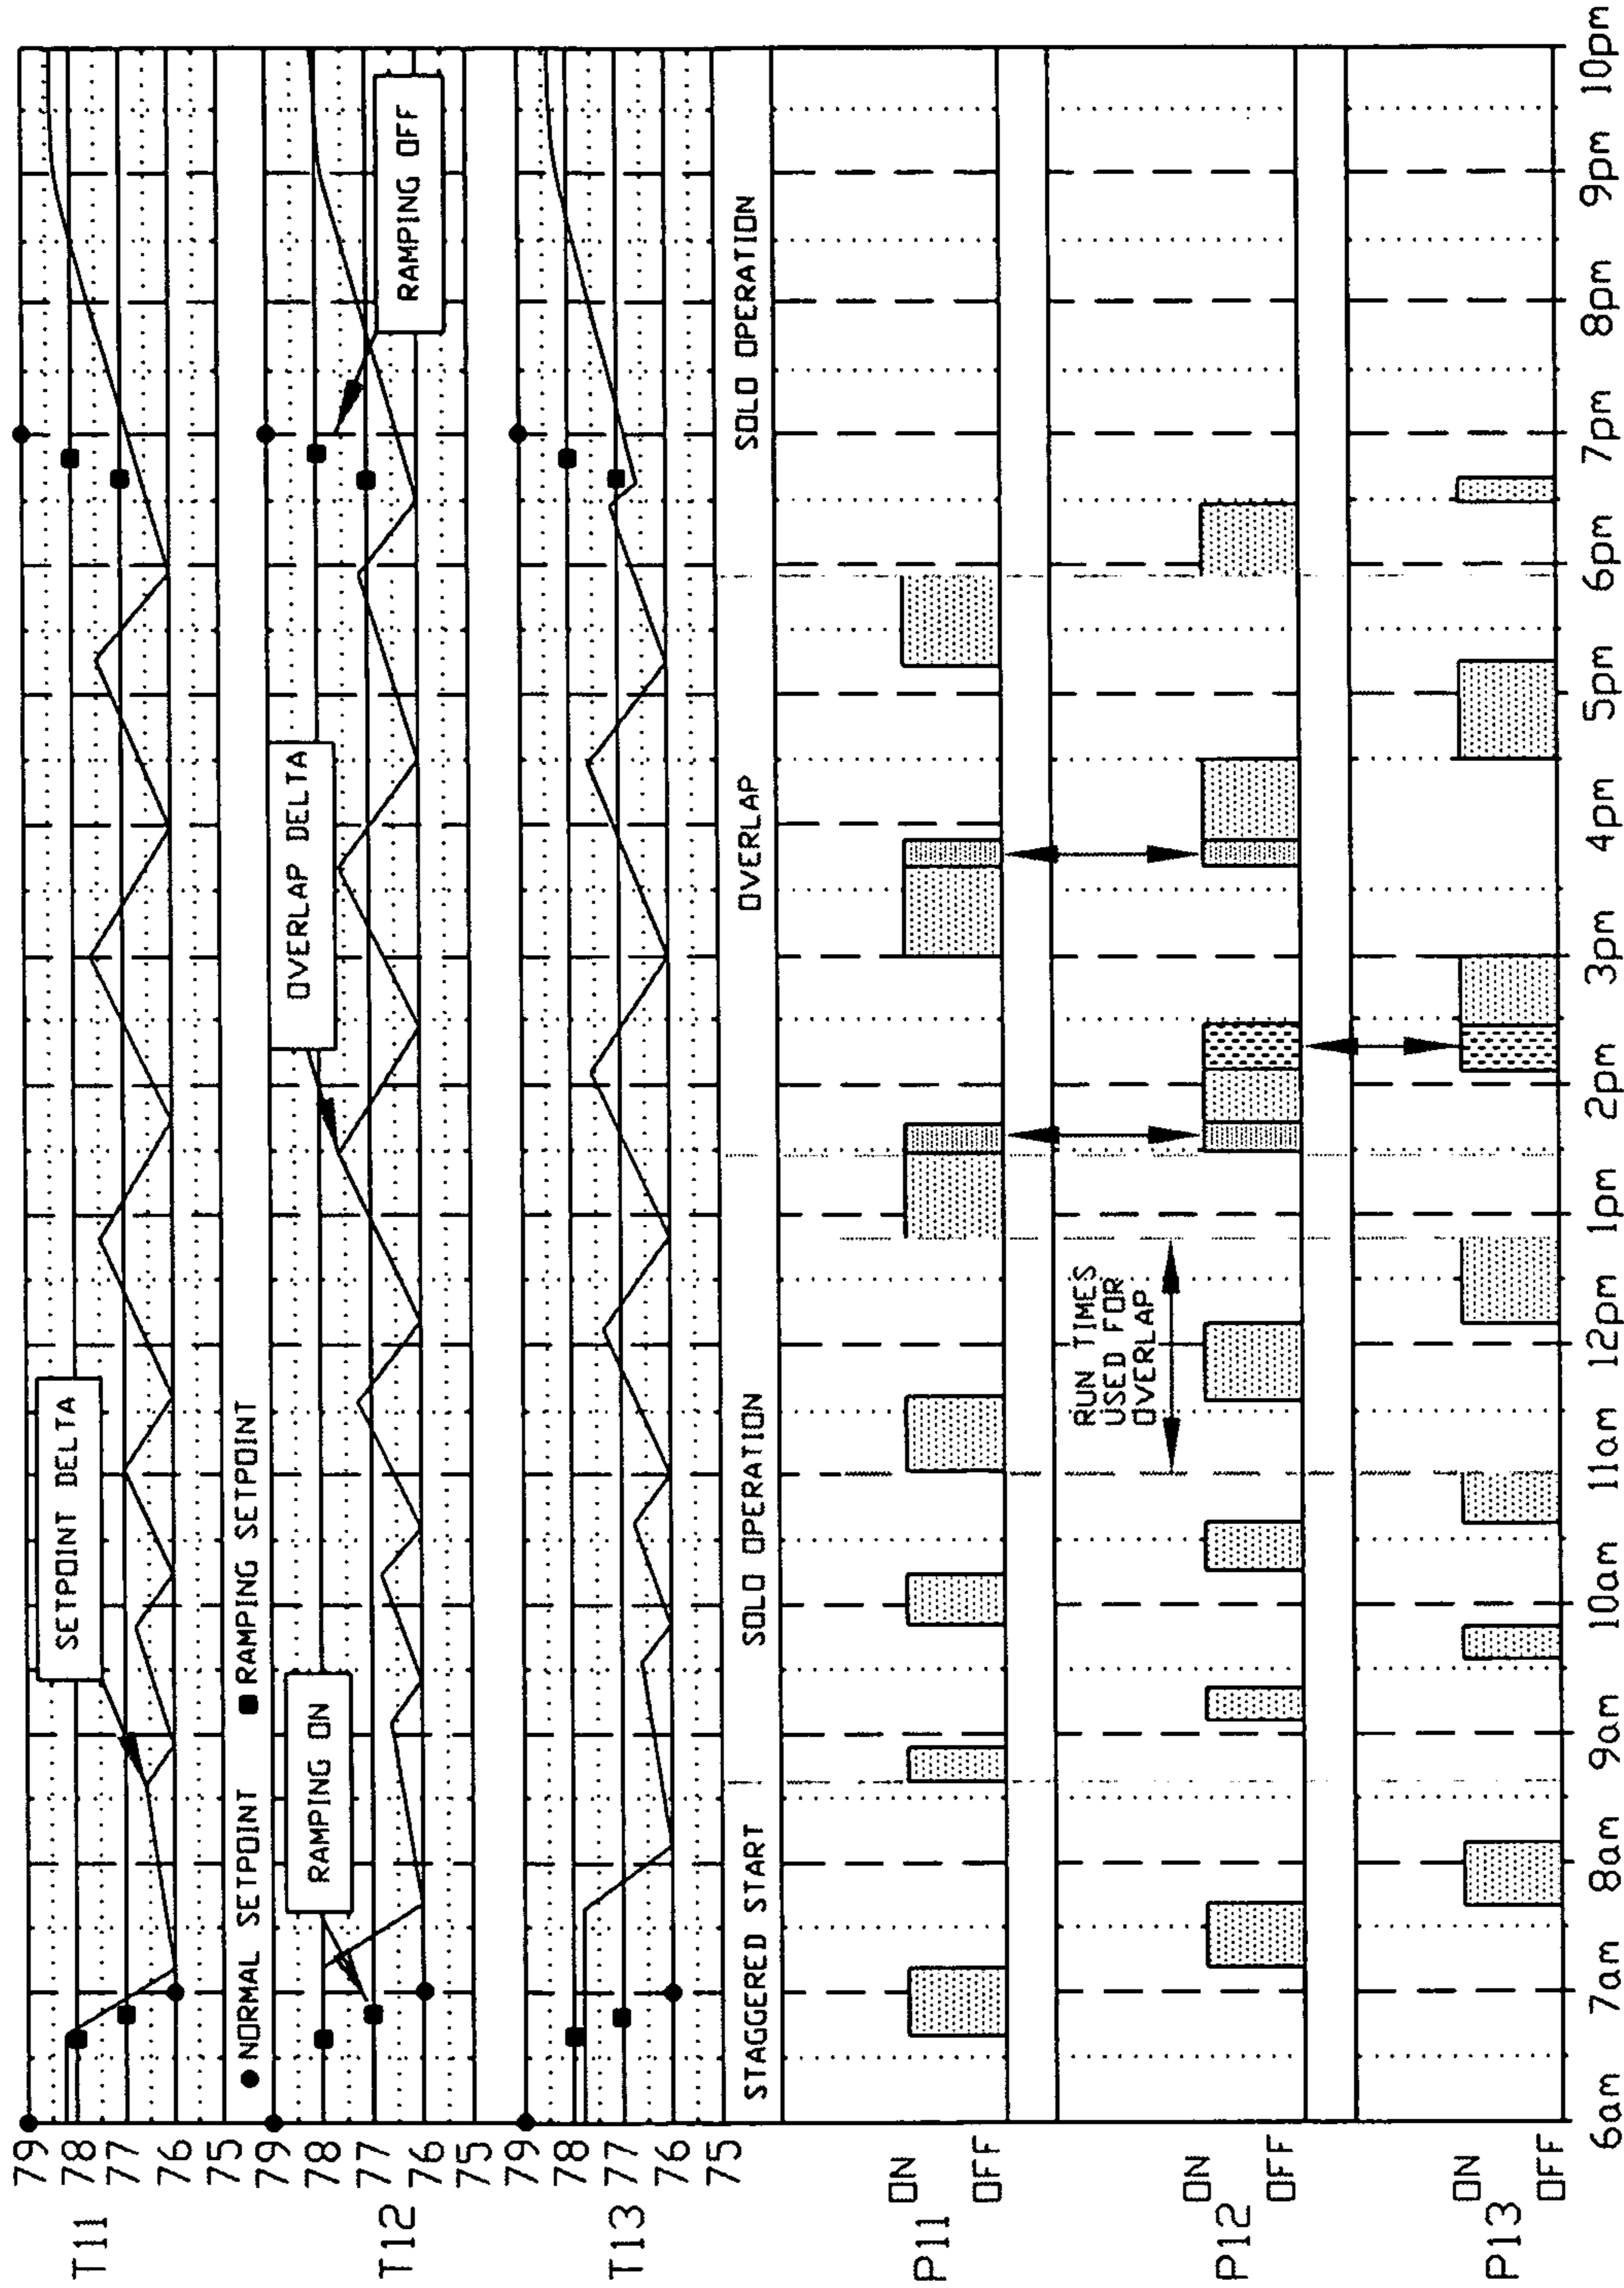 T11
79
78
77
76
75
SETPOINT DELTA
● NORMAL SETPOINT ■ RAMPING SETPOINT
T12
79
78
77
76
75
RAMPING ON
OVERLAP DELTA
RAMPING OFF
T13
79
78
77
76
75
STAGGERED START
SOLO OPERATION
OVERLAP
SOLO OPERATION
P11
ON
OFF
P12
ON
OFF
RUN TIMES
USED FOR
OVERLAP
P13
ON
OFF
6am 7am 8am 9am 10am 11am 12pm 1pm 2pm 3pm 4pm 5pm 6pm 7pm 8pm 9pm 10pm